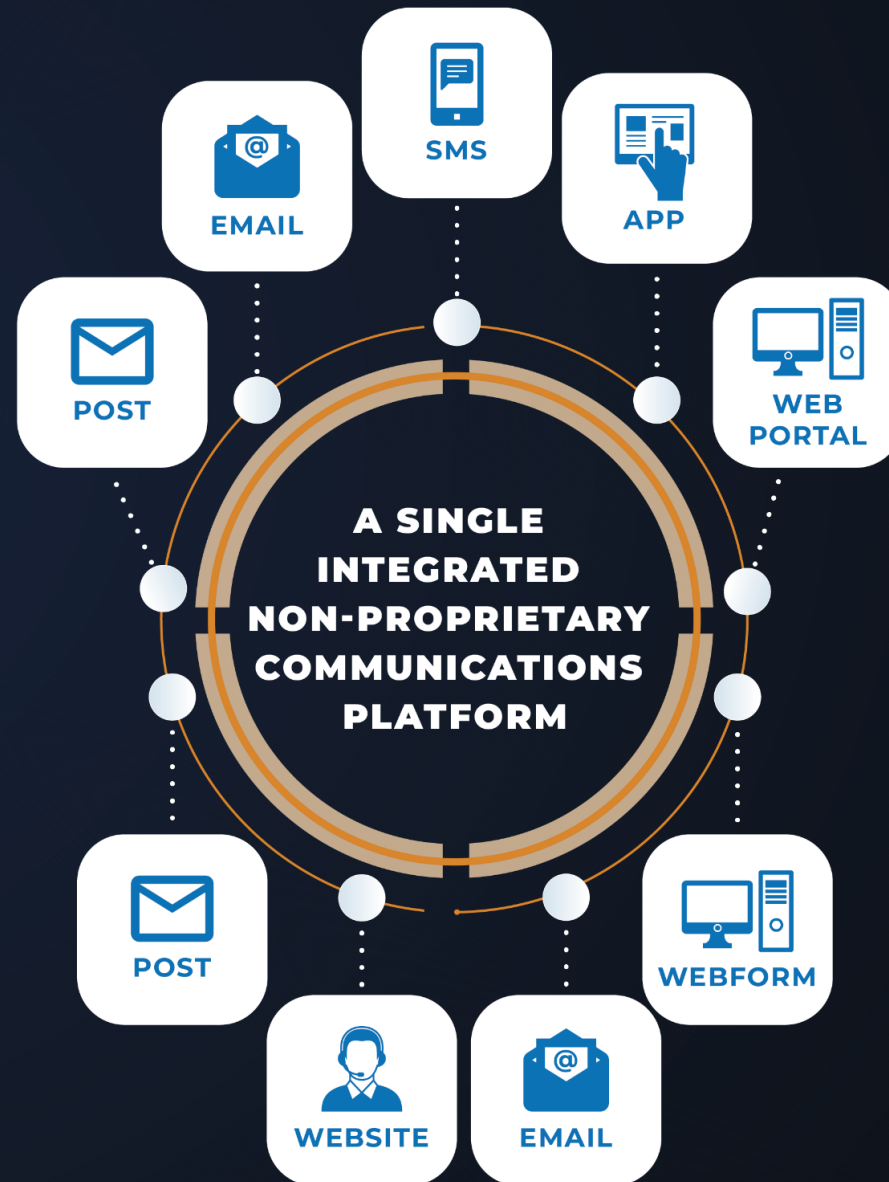 SMS
EMAIL
APP
POST
WEB
PORTAL
A SINGLE
INTEGRATED
NON-PROPRIETARY
COMMUNICATIONS
PLATFORM
POST
WEBFORM
WEBSITE
EMAIL